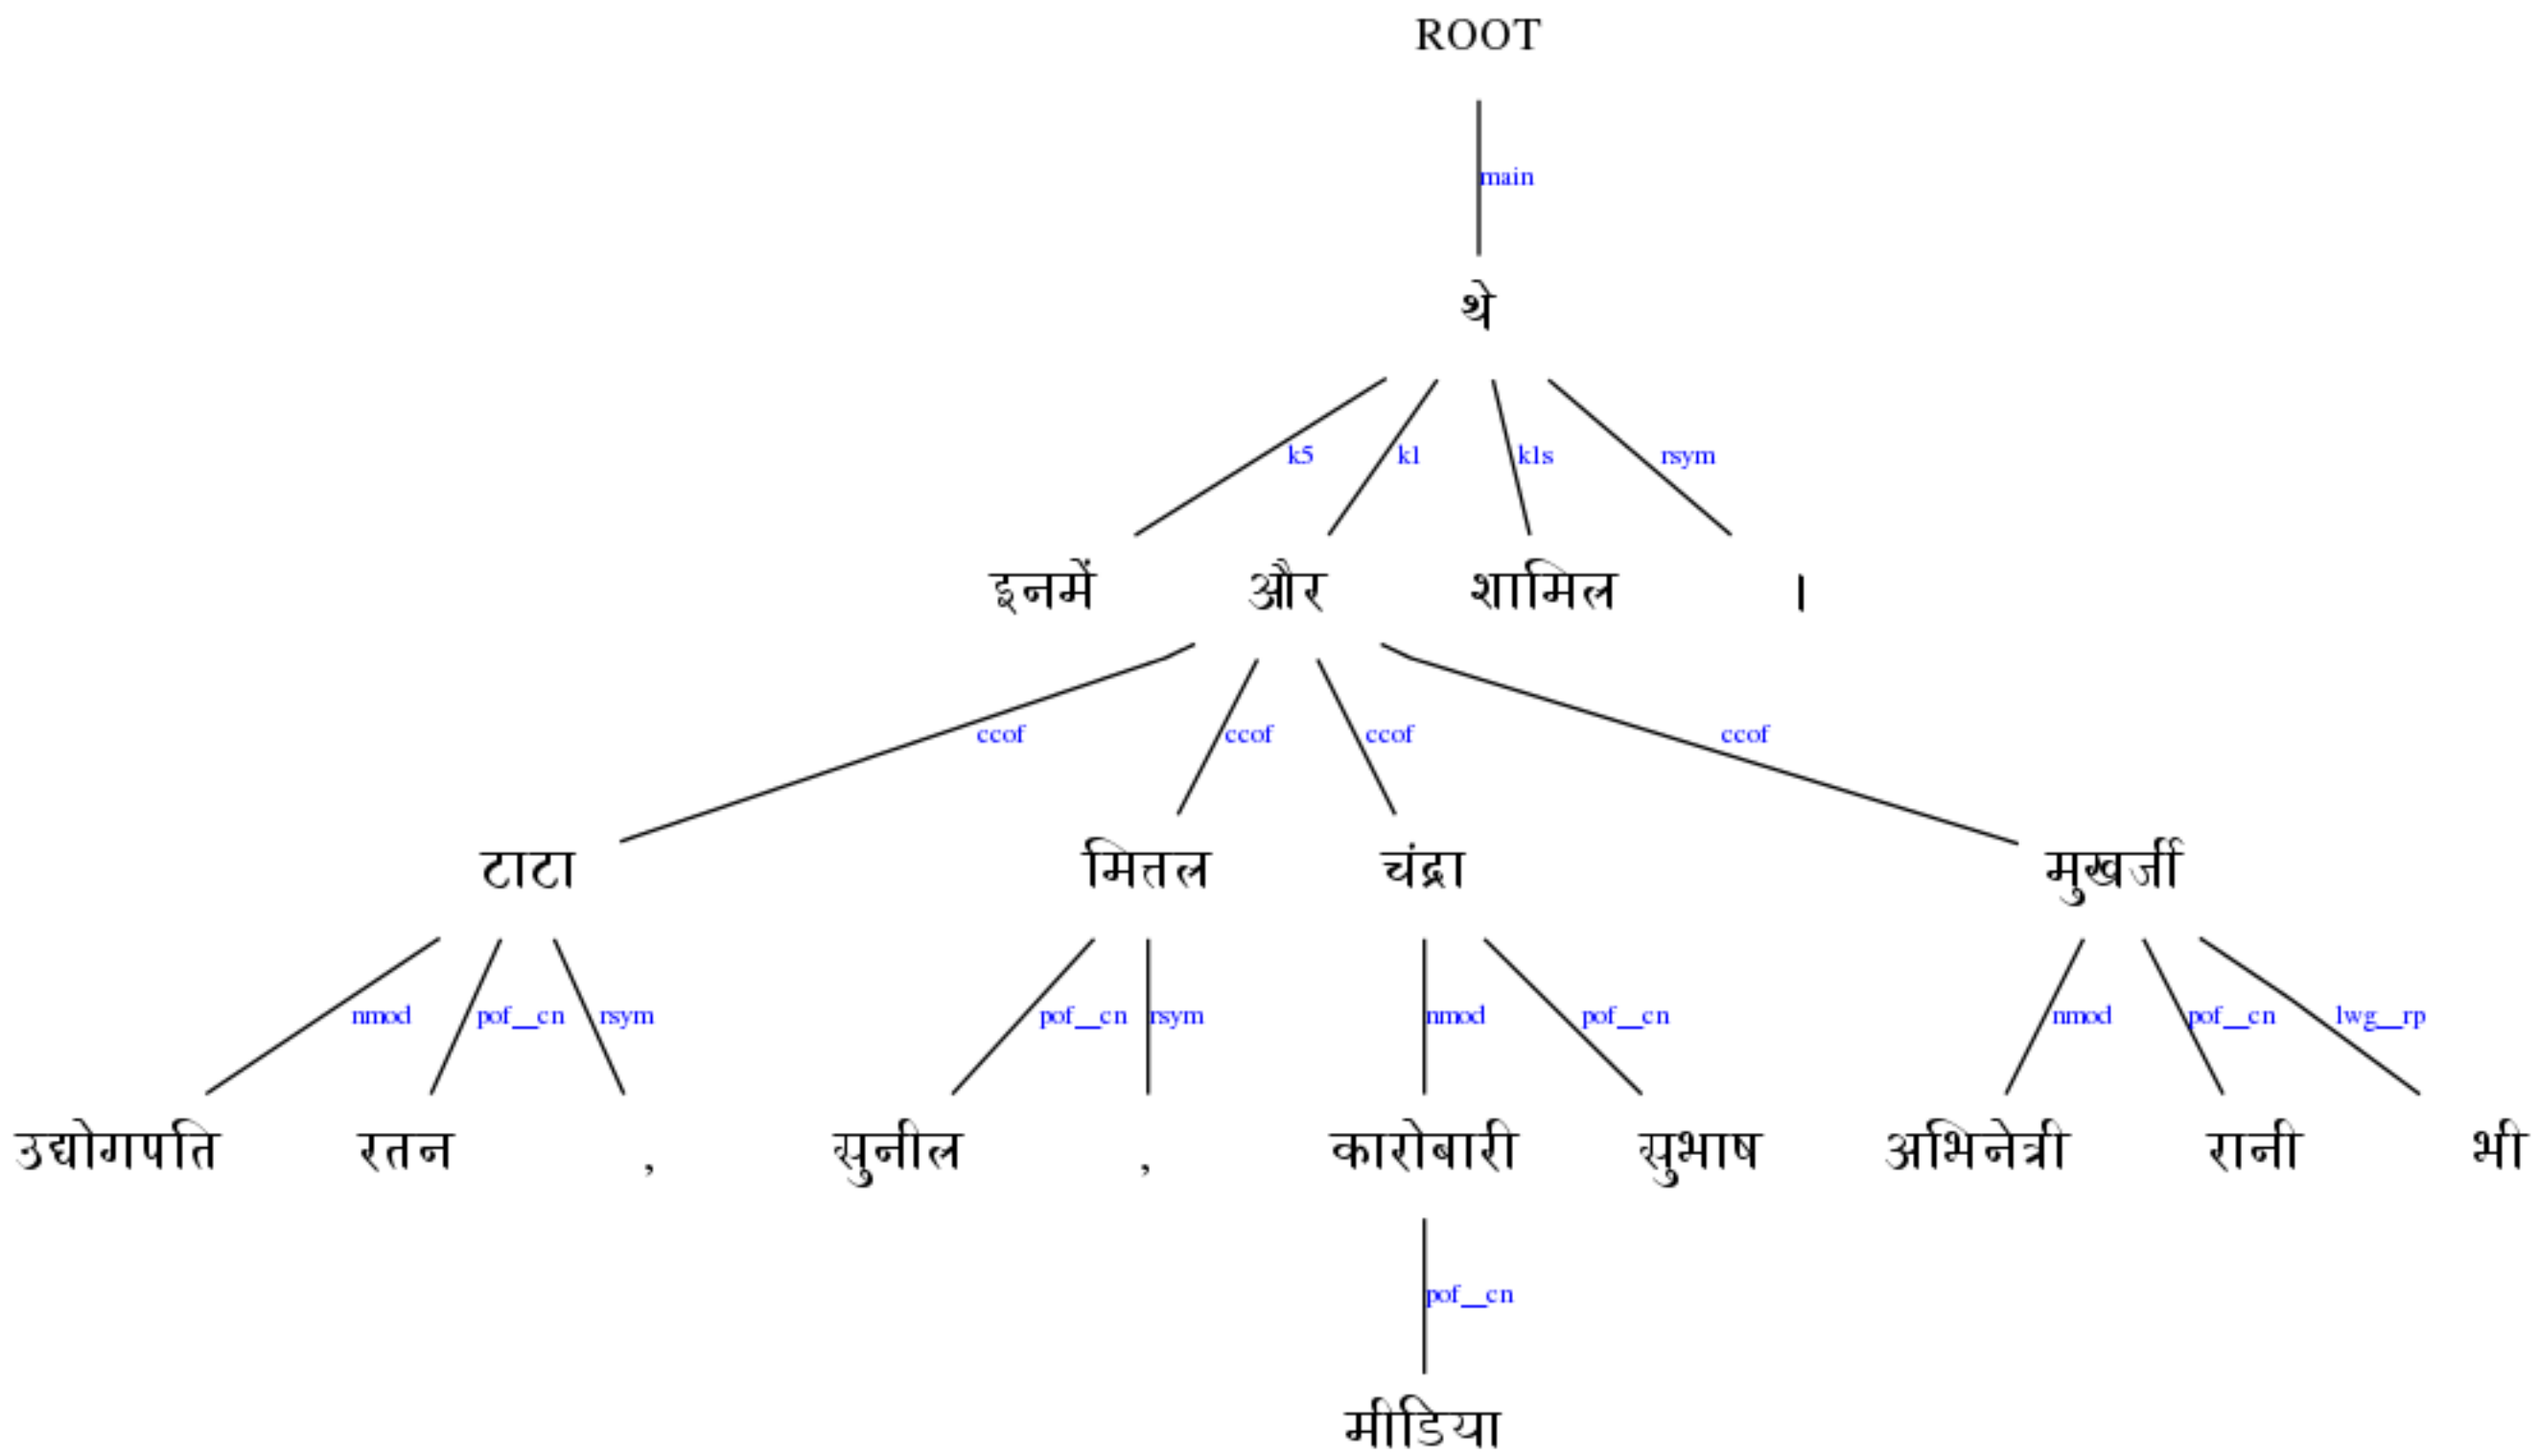 ROOT
main
थे
k5 k1 k1s rsym
इनमें और शामिल ।
ccof ccof ccof ccof
टाटा मित्तल चंद्रा मुखर्जी
nmod pof__cn rsym pof__cn rsym nmod pof__cn nmod pof__cn lwg__rp
उद्योगपति रतन , सुनील , कारोबारी सुभाष अभिनेत्री रानी भी
pof__cn
मीडिया